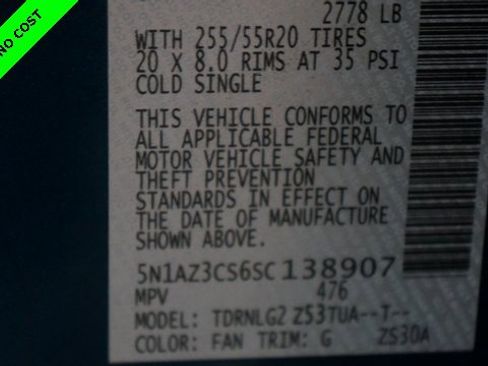 NO COST
2778 LB
WITH 255/55R20 TIRES
20 X 8.0 RIMS AT 35 PSI
COLD SINGLE
THIS VEHICLE CONFORMS TO
ALL APPLICABLE FEDERAL
MOTOR VEHICLE SAFETY AND
THEFT PREVENTION
STANDARDS IN EFFECT ON
THE DATE OF MANUFACTURE
SHOWN ABOVE.
5N1AZ3CS6SC138907
MPV 476
MODEL: TDRNLG2 Z53TUA--T--
COLOR: FAN TRIM: G ZS30A